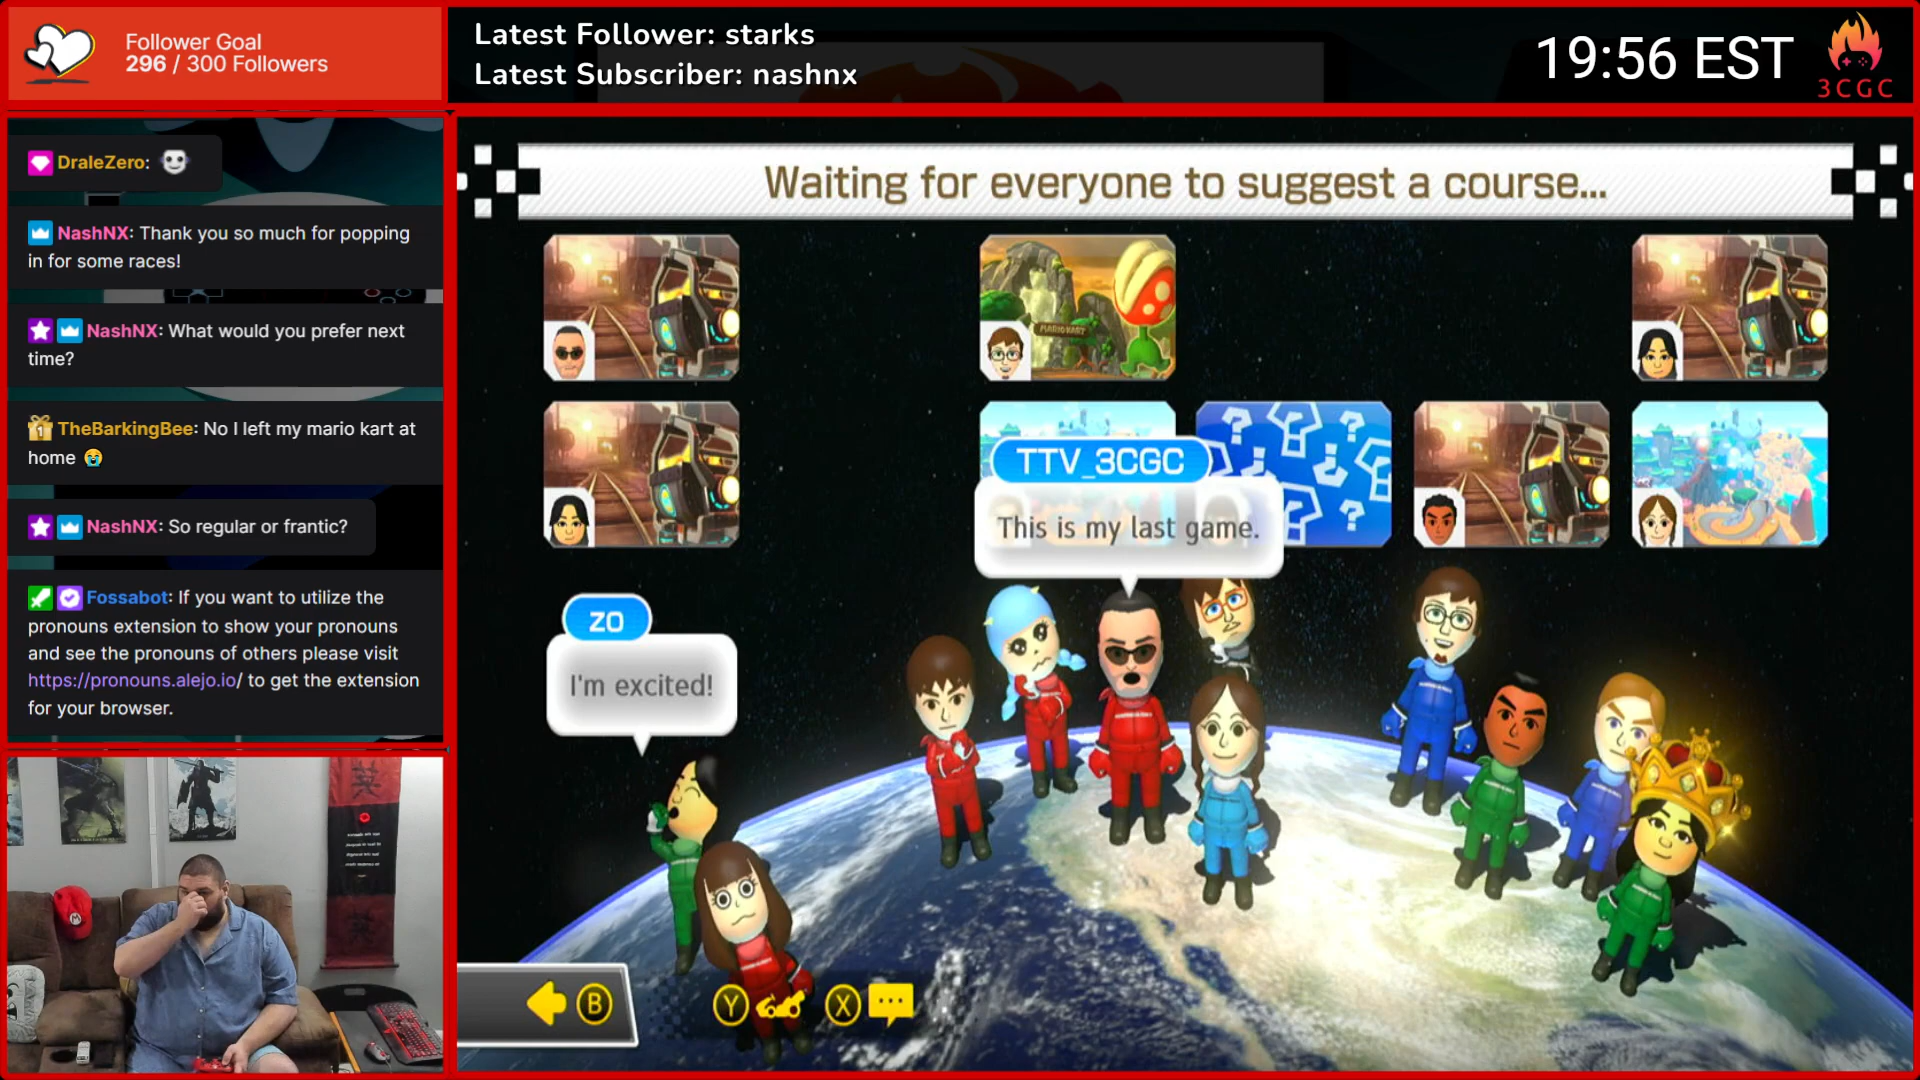 Follower Goal
296 / 300 Followers
Latest Follower: starks
Latest Subscriber: nashnx
19:56 EST
3CGC
DraleZero:
NashNX: Thank you so much for popping
in for some races!
NashNX: What would you prefer next
time?
TheBarkingBee: No I left my mario kart at
home 😭
NashNX: So regular or frantic?
Fossabot: If you want to utilize the
pronouns extension to show your pronouns
and see the pronouns of others please visit
https://pronouns.alejo.io/ to get the extension
for your browser.
Waiting for everyone to suggest a course...
MARIOKART
TTV_3CGC
This is my last game.
ZO
I'm excited!
B
Y
X